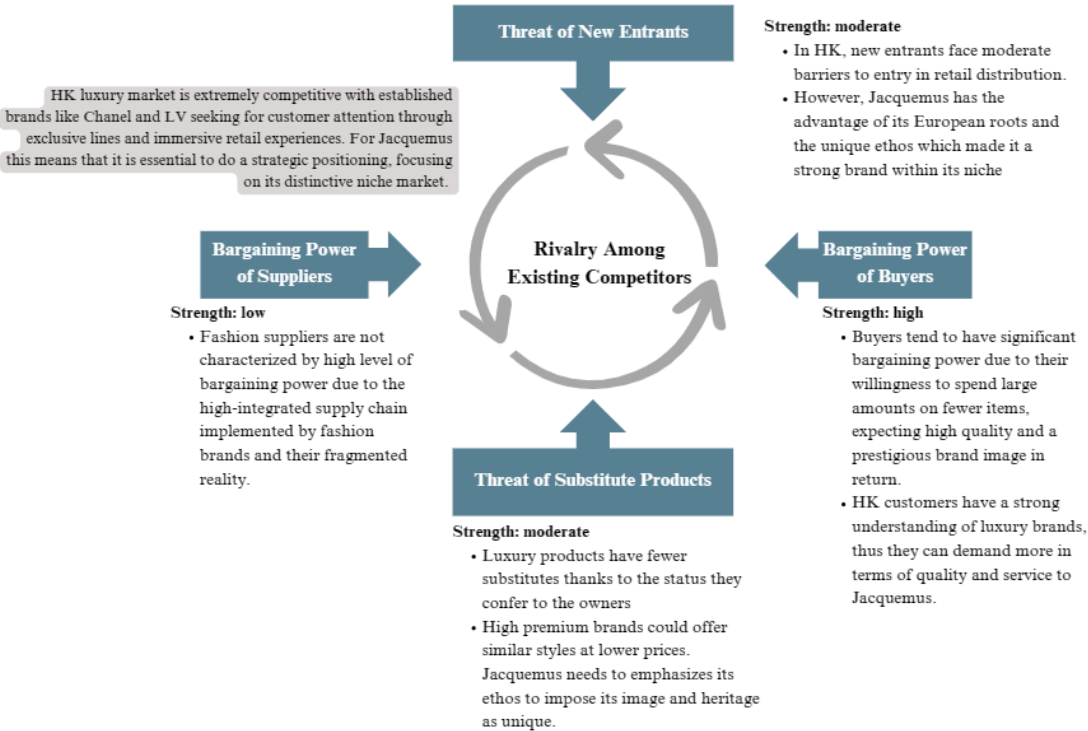 Threat of New Entrants
Strength: moderate
• In HK, new entrants face moderate
barriers to entry in retail distribution.
• However, Jacquemus has the
advantage of its European roots and
the unique ethos which made it a
strong brand within its niche
HK luxury market is extremely competitive with established
brands like Chanel and LV seeking for customer attention through
exclusive lines and immersive retail experiences. For Jacquemus
this means that it is essential to do a strategic positioning, focusing
on its distinctive niche market.
Rivalry Among
Existing Competitors
Bargaining Power
of Suppliers
Strength: low
• Fashion suppliers are not
characterized by high level of
bargaining power due to the
high-integrated supply chain
implemented by fashion
brands and their fragmented
reality.
Bargaining Power
of Buyers
Strength: high
• Buyers tend to have significant
bargaining power due to their
willingness to spend large
amounts on fewer items,
expecting high quality and a
prestigious brand image in
return.
• HK customers have a strong
understanding of luxury brands,
thus they can demand more in
terms of quality and service to
Jacquemus.
Threat of Substitute Products
Strength: moderate
• Luxury products have fewer
substitutes thanks to the status they
confer to the owners
• High premium brands could offer
similar styles at lower prices.
Jacquemus needs to emphasizes its
ethos to impose its image and heritage
as unique.